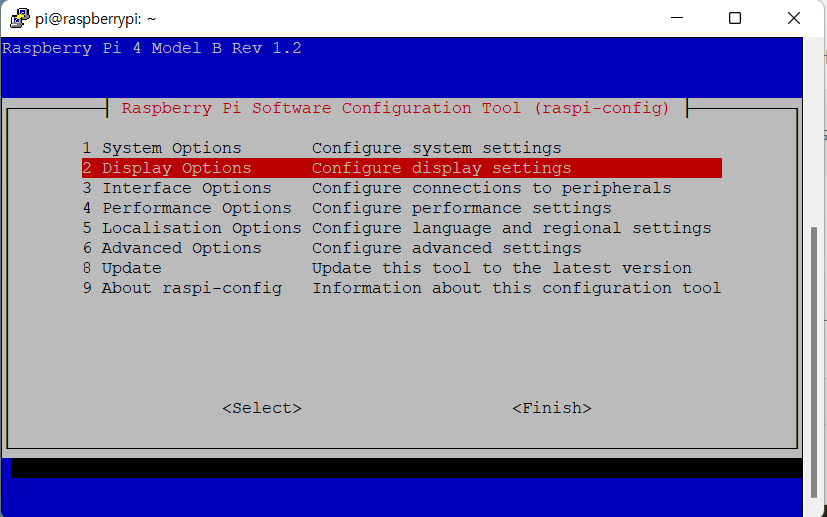 pi@raspberrypi: ~
Raspberry Pi 4 Model B Rev 1.2
Raspberry Pi Software Configuration Tool (raspi-config)
1 System Options Configure system settings
2 Display Options Configure display settings
3 Interface Options Configure connections to peripherals
4 Performance Options Configure performance settings
5 Localisation Options Configure language and regional settings
6 Advanced Options Configure advanced settings
8 Update Update this tool to the latest version
9 About raspi-config Information about this configuration tool
<Select> <Finish>